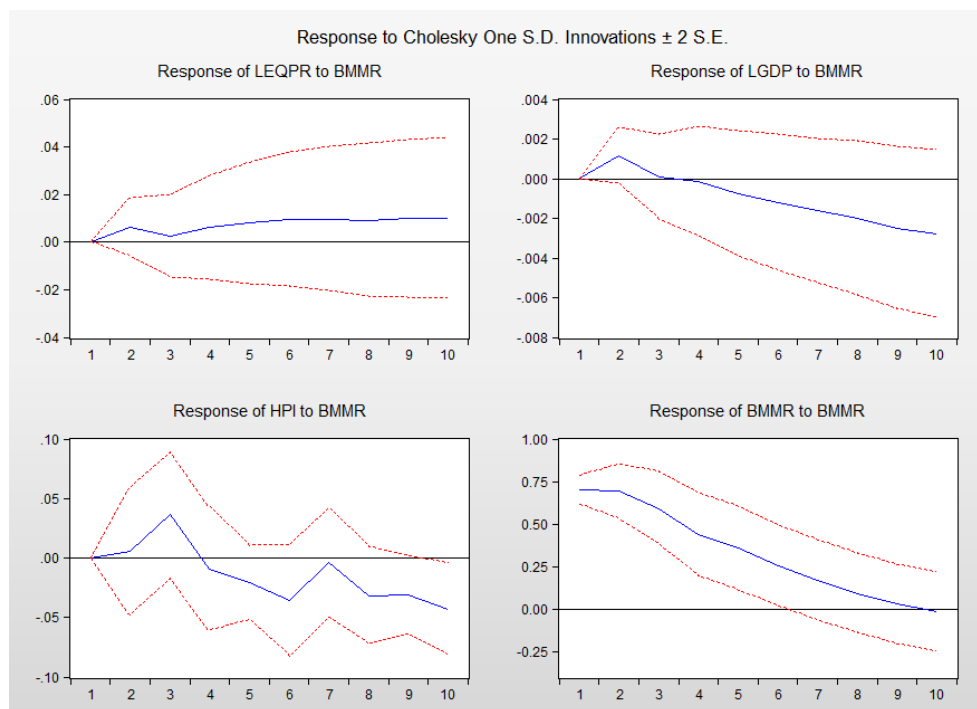 Response to Cholesky One S.D. Innovations ± 2 S.E.
Response of LEQPR to BMMR
.06
.04
.02
.00
-.02
-.04
1 2 3 4 5 6 7 8 9 10
Response of LGDP to BMMR
.004
.002
.000
-.002
-.004
-.006
-.008
1 2 3 4 5 6 7 8 9 10
Response of HPI to BMMR
.10
.05
.00
-.05
-.10
1 2 3 4 5 6 7 8 9 10
Response of BMMR to BMMR
1.00
0.75
0.50
0.25
0.00
-0.25
1 2 3 4 5 6 7 8 9 10